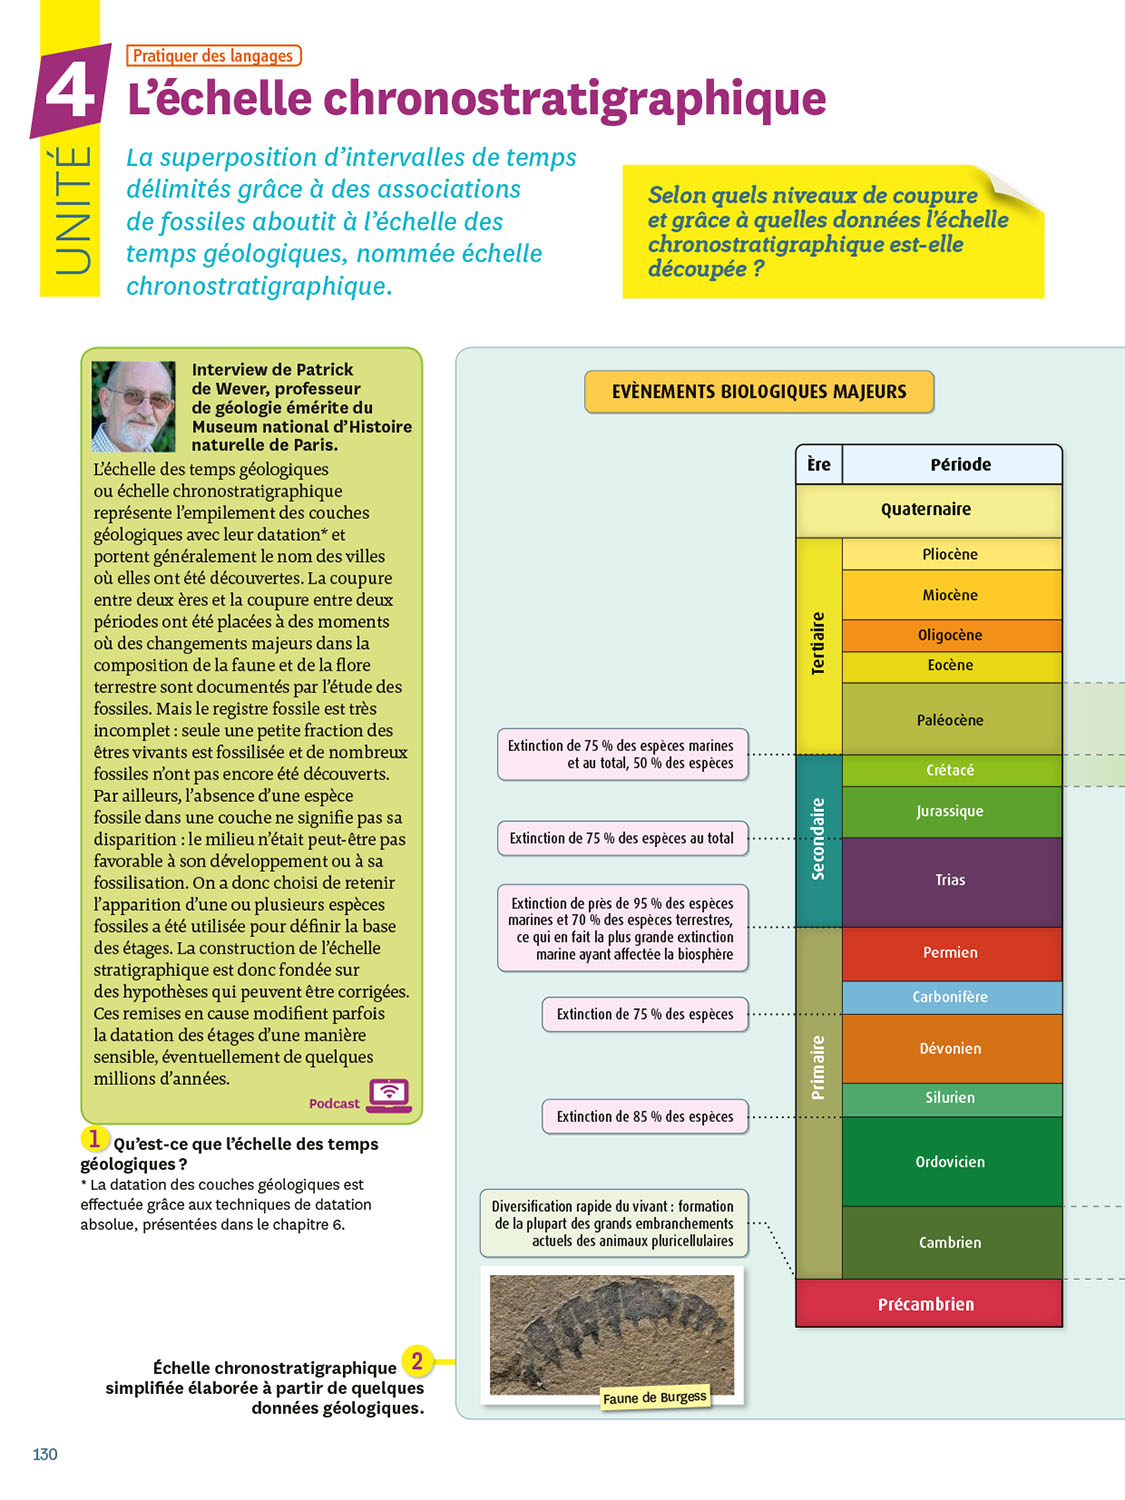 Pratiquer des langages
4
L'échelle chronostratigraphique
UNITÉ
La superposition d'intervalles de temps
délimités grâce à des associations
de fossiles aboutit à l'échelle des
temps géologiques, nommée échelle
chronostratigraphique.
Selon quels niveaux de coupure
et grâce à quelles données l'échelle
chronostratigraphique est-elle
découpée ?
Interview de Patrick
de Wever, professeur
de géologie émérite du
Museum national d'Histoire
naturelle de Paris.
L'échelle des temps géologiques
ou échelle chronostratigraphique
représente l'empilement des couches
géologiques avec leur datation* et
portent généralement le nom des villes
où elles ont été découvertes. La coupure
entre deux ères et la coupure entre deux
périodes ont été placées à des moments
où des changements majeurs dans la
composition de la faune et de la flore
terrestre sont documentés par l'étude des
fossiles. Mais le registre fossile est très
incomplet : seule une petite fraction des
êtres vivants est fossilisée et de nombreux
fossiles n'ont pas encore été découverts.
Par ailleurs, l'absence d'une espèce
fossile dans une couche ne signifie pas sa
disparition : le milieu n'était peut-être pas
favorable à son développement ou à sa
fossilisation. On a donc choisi de retenir
l'apparition d'une ou plusieurs espèces
fossiles a été utilisée pour définir la base
des étages. La construction de l'échelle
stratigraphique est donc fondée sur
des hypothèses qui peuvent être corrigées.
Ces remises en cause modifient parfois
la datation des étages d'une manière
sensible, éventuellement de quelques
millions d'années.
Podcast
1 Qu'est-ce que l'échelle des temps
géologiques ?
* La datation des couches géologiques est
effectuée grâce aux techniques de datation
absolue, présentées dans le chapitre 6.
EVÈNEMENTS BIOLOGIQUES MAJEURS
Ère Période
Quaternaire
Tertiaire
Pliocène
Miocène
Oligocène
Eocène
Paléocène
Extinction de 75 % des espèces marines
et au total, 50 % des espèces
Secondaire
Crétacé
Jurassique
Extinction de 75 % des espèces au total
Trias
Extinction de près de 95 % des espèces
marines et 70 % des espèces terrestres,
ce qui en fait la plus grande extinction
marine ayant affectée la biosphère
Primaire
Permien
Carbonifère
Extinction de 75 % des espèces
Dévonien
Silurien
Extinction de 85 % des espèces
Ordovicien
Diversification rapide du vivant : formation
de la plupart des grands embranchements
actuels des animaux pluricellulaires
Cambrien
Précambrien
Faune de Burgess
Échelle chronostratigraphique 2
simplifiée élaborée à partir de quelques
données géologiques.
130